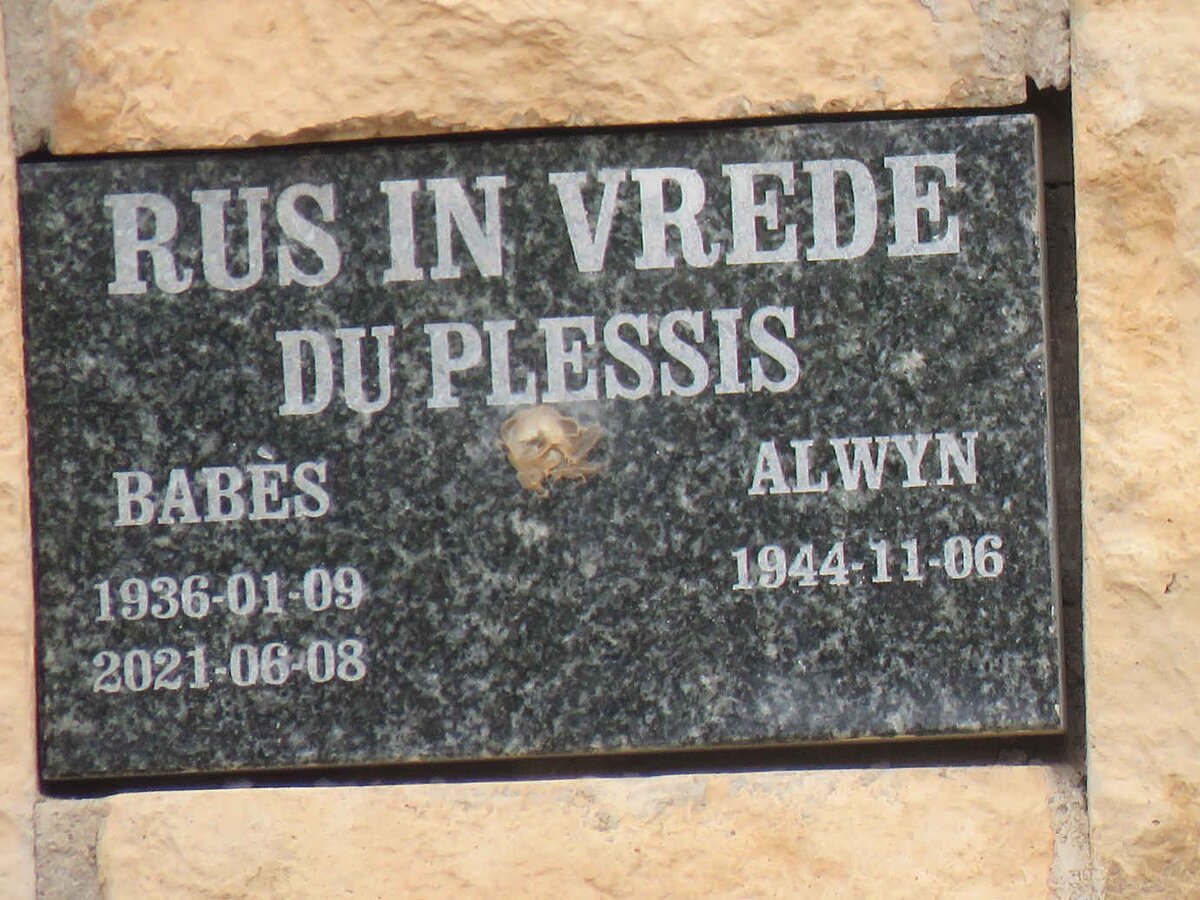 RUS IN VREDE
DU PLESSIS
BABÈS
1936-01-09
2021-06-08
ALWYN
1944-11-06